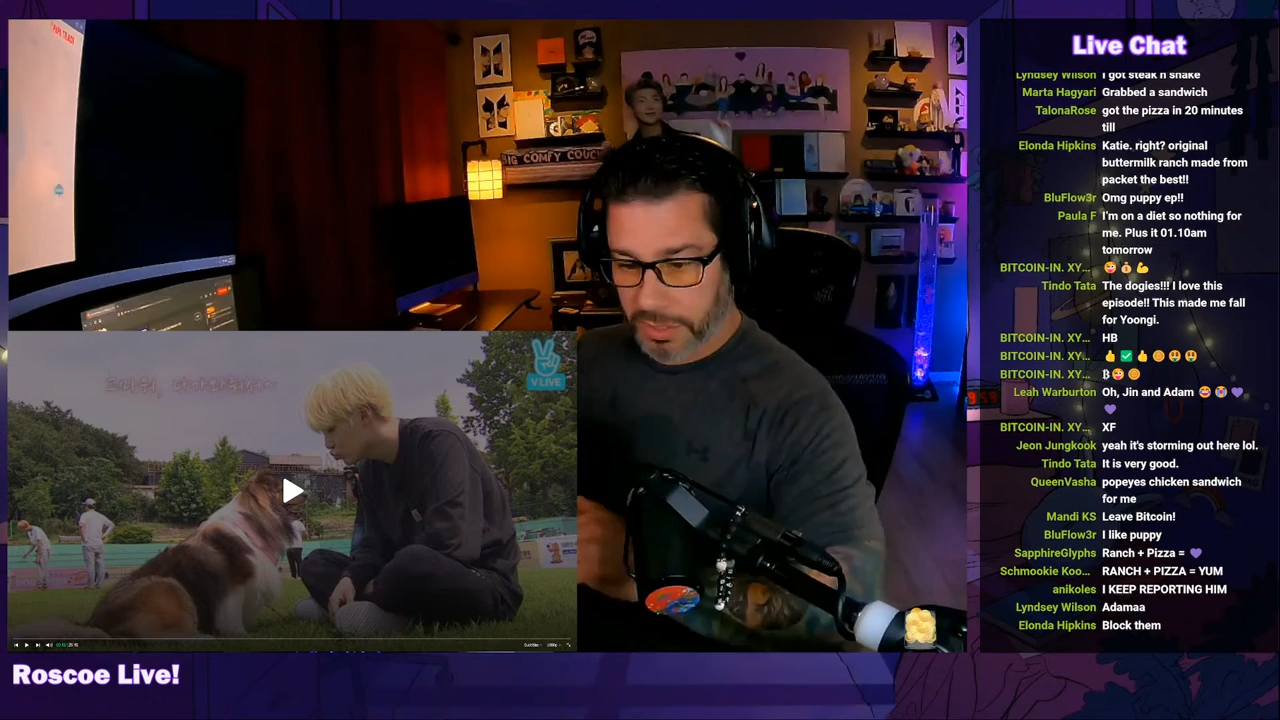 Live Chat
Lyndsey Wilson I got steak n shake
Marta Hagyari Grabbed a sandwich
TalonaRose got the pizza in 20 minutes
till
Elonda Hipkins Katie. right? original
buttermilk ranch made from
packet the best!!
BluFlow3r Omg puppy ep!!
Paula F I'm on a diet so nothing for
me. Plus it 01.10am
tomorrow
BITCOIN-IN. XY... 😜 💰 💪
Tindo Tata The dogies!!! I love this
episode!! This made me fall
for Yoongi.
BITCOIN-IN. XY... HB
BITCOIN-IN. XY... 👍 ✅ 👍 🪙 🤑 🤑
BITCOIN-IN. XY... ₿ 😜 🪙
Leah Warburton Oh, Jin and Adam 😂 😭 💜
💜
BITCOIN-IN. XY... XF
Jeon Jungkook yeah it's storming out here lol.
Tindo Tata It is very good.
QueenVasha popeyes chicken sandwich
for me
Mandi KS Leave Bitcoin!
BluFlow3r I like puppy
SapphireGlyphs Ranch + Pizza = 💜
Schmookie Koo... RANCH + PIZZA = YUM
anikoles I KEEP REPORTING HIM
Lyndsey Wilson Adamaa
Elonda Hipkins Block them
BIG COMFY COUCH
V LIVE
9:59
Roscoe Live!